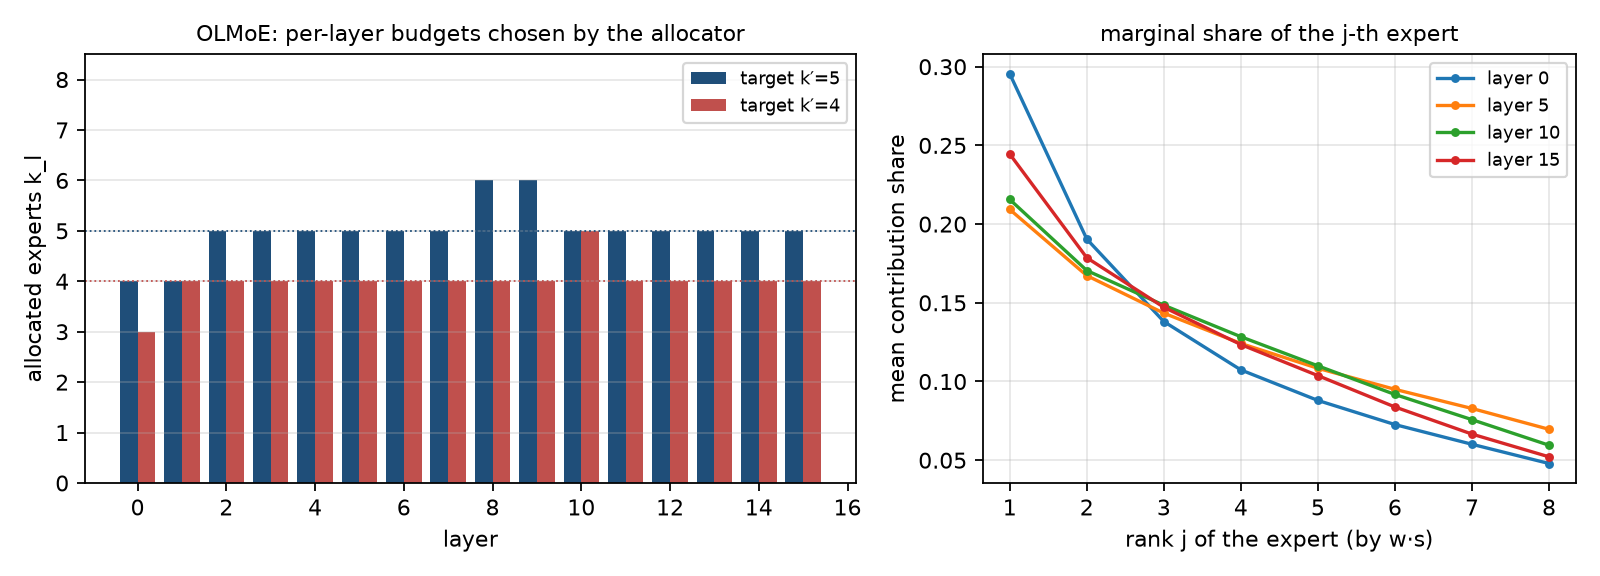 OLMoE: per-layer budgets chosen by the allocator
allocated experts k_l
8
7
6
5
4
3
2
1
0
target k′=5
target k′=4
0 2 4 6 8 10 12 14 16
layer
marginal share of the j-th expert
mean contribution share
0.30
0.25
0.20
0.15
0.10
0.05
layer 0
layer 5
layer 10
layer 15
1 2 3 4 5 6 7 8
rank j of the expert (by w·s)